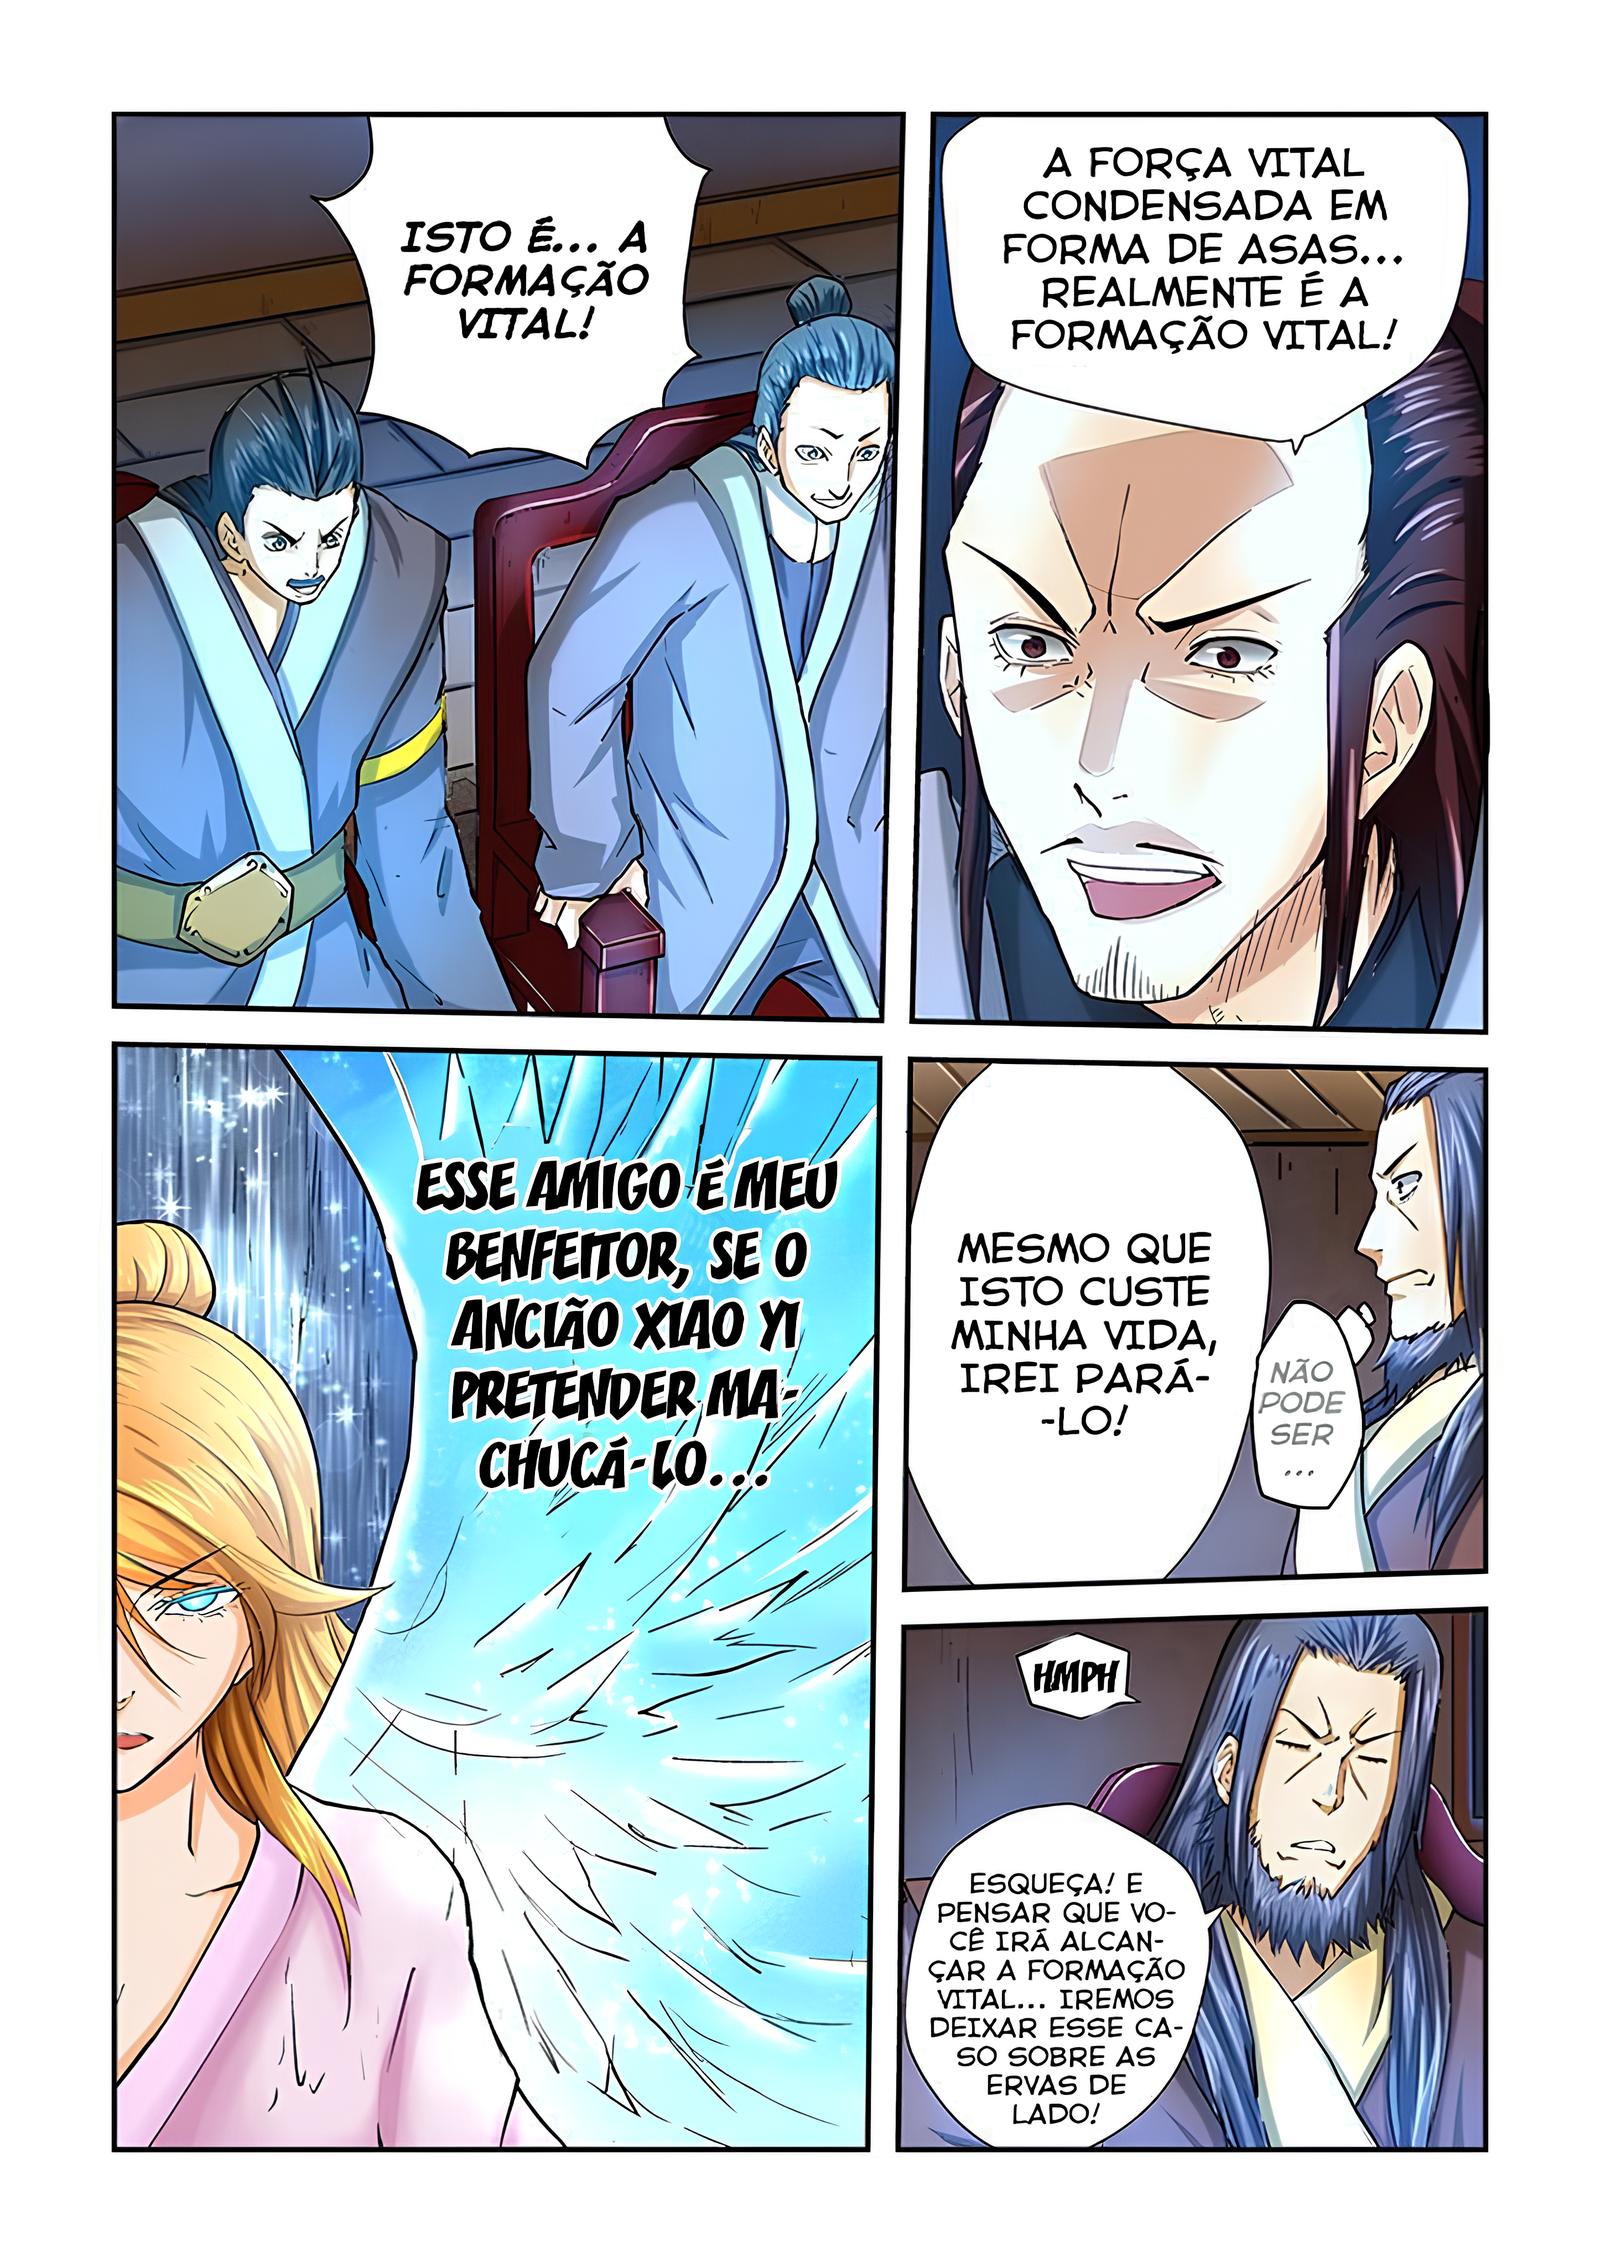 ISTO É... A
FORMAÇÃO
VITAL!
A FORÇA VITAL
CONDENSADA EM
FORMA DE ASAS...
REALMENTE É A
FORMAÇÃO VITAL!
ESSE AMIGO É MEU
BENFEITOR, SE O
ANCIÃO XIAO YI
PRETENDER MA-
CHUCÁ-LO...
MESMO QUE
ISTO CUSTE
MINHA VIDA,
IREI PARÁ-
-LO!
NÃO
PODE
SER
...
HMPH
ESQUEÇA! E
PENSAR QUE VO-
CÊ IRÁ ALCAN-
ÇAR A FORMAÇÃO
VITAL... IREMOS
DEIXAR ESSE CA-
SO SOBRE AS
ERVAS DE
LADO!